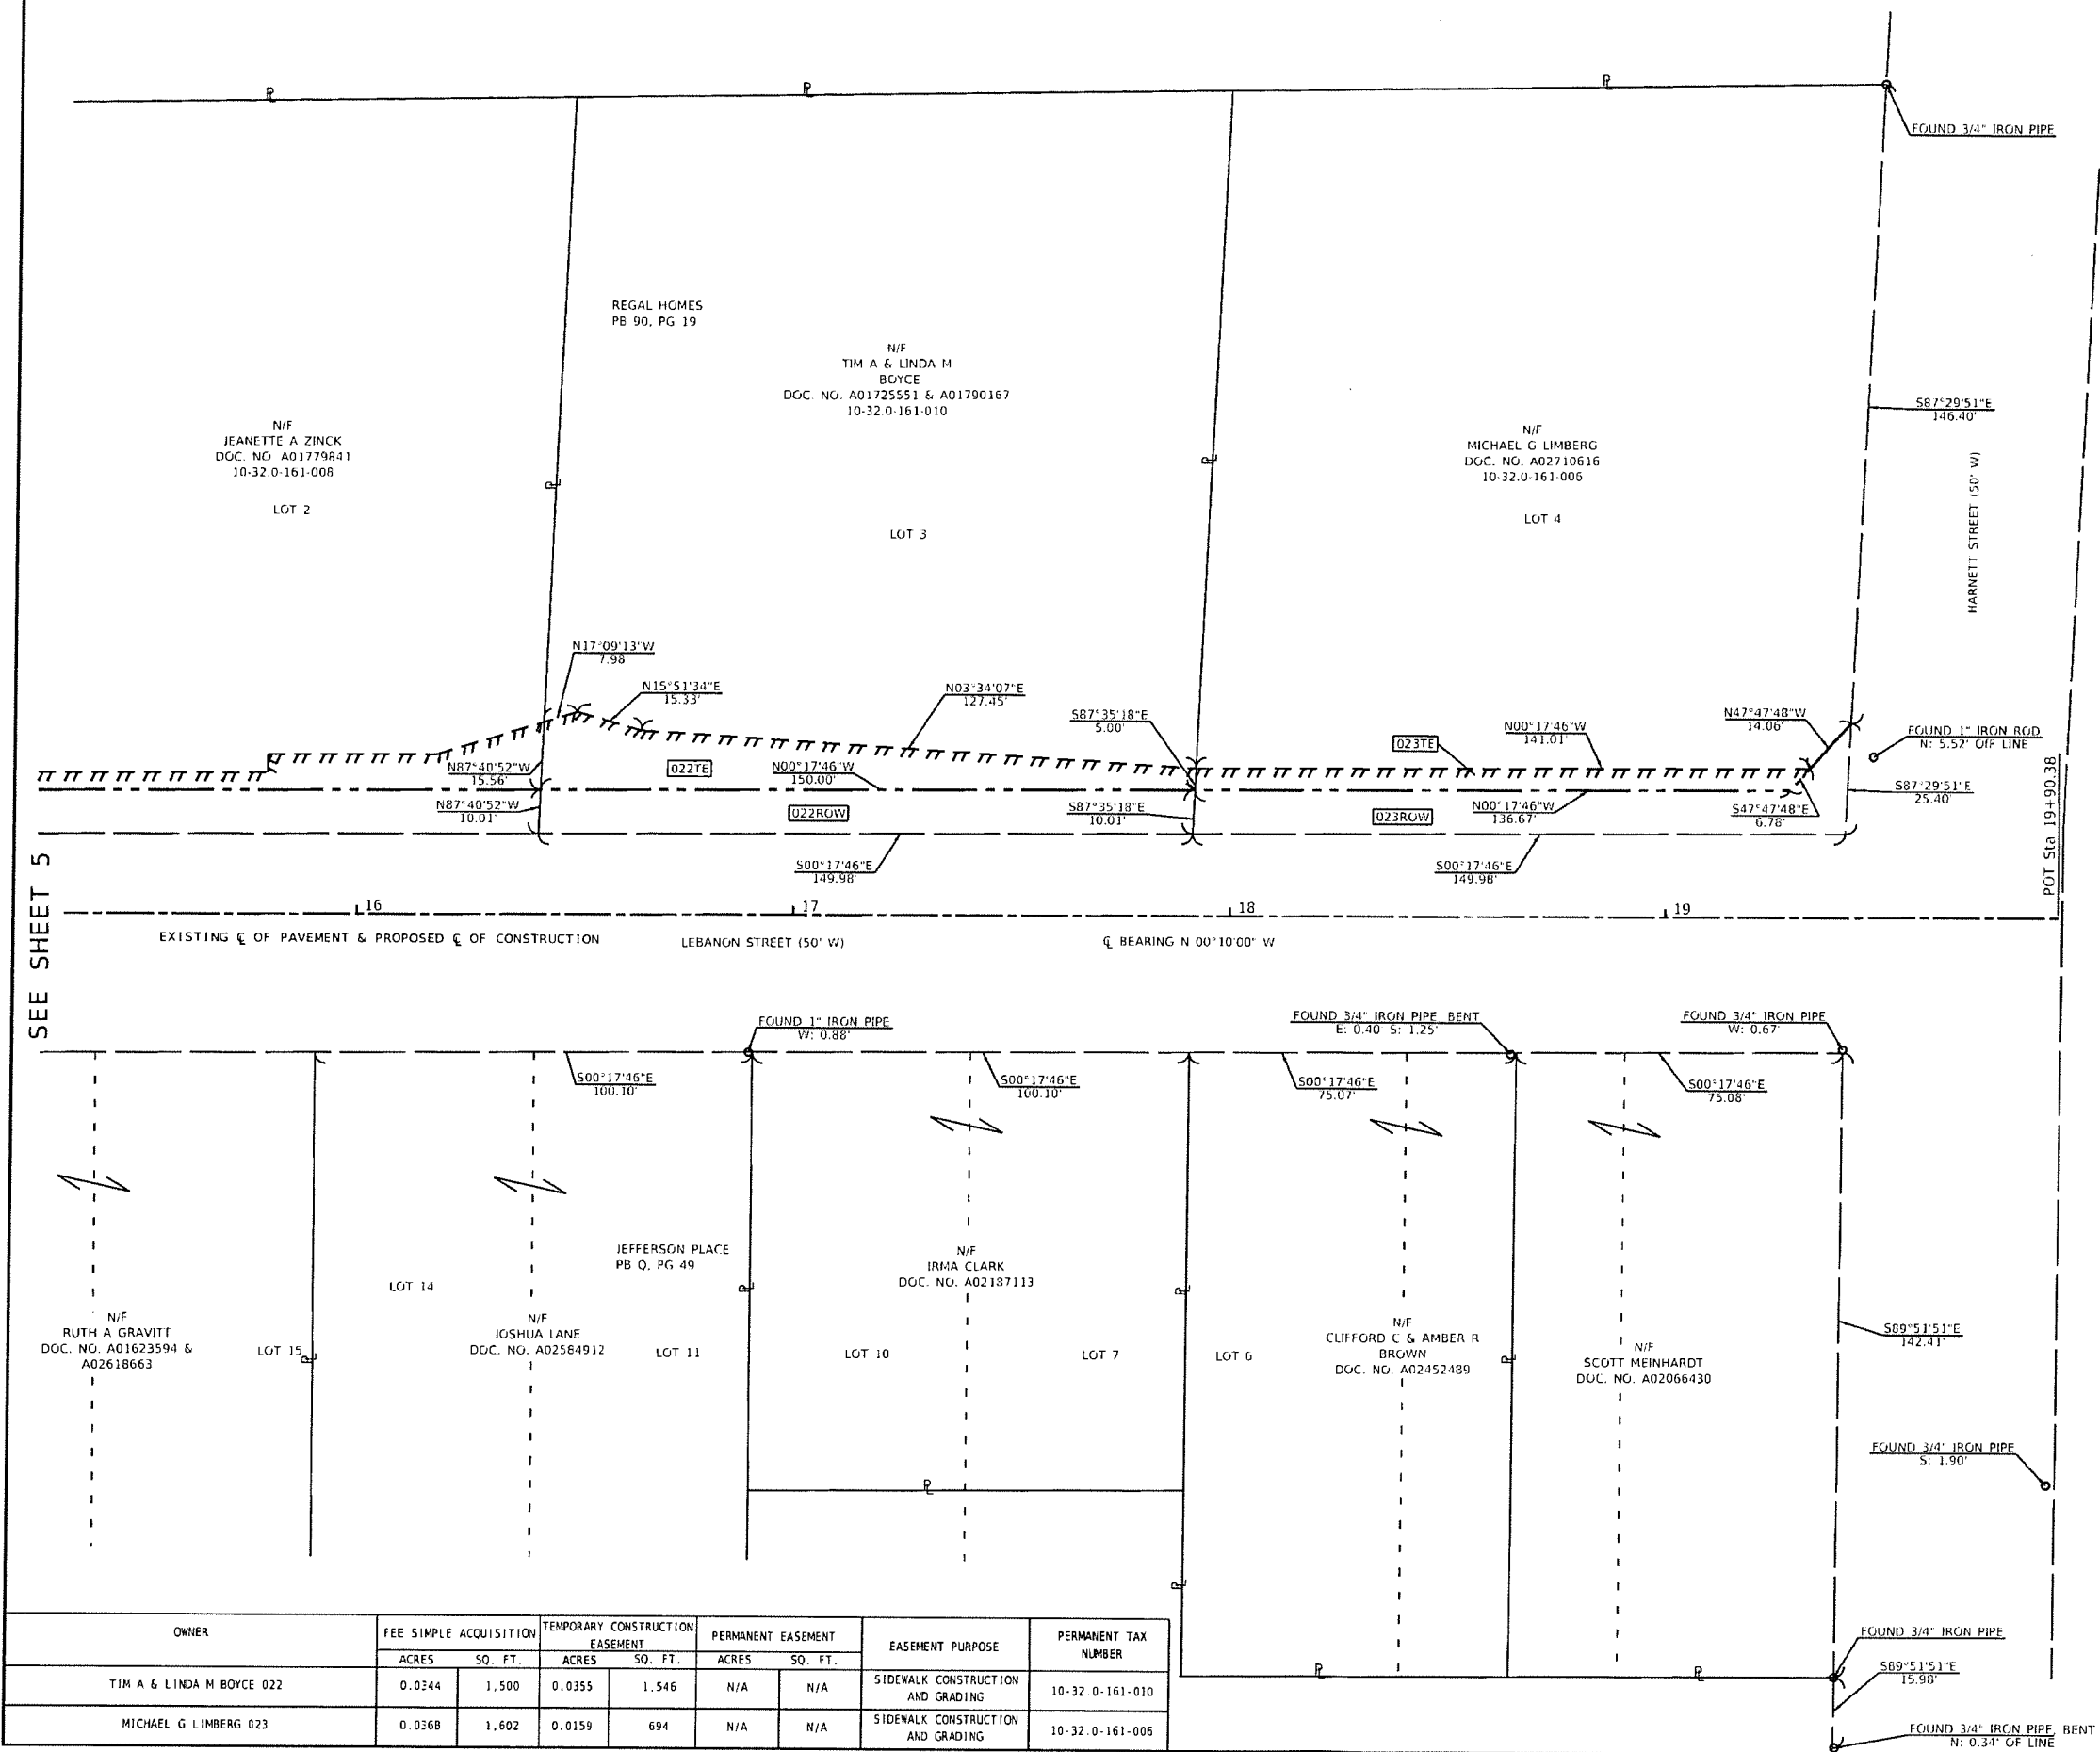 FOUND 3/4" IRON PIPE
REGAL HOMES
PB 90, PG 19
N/F
TIM A & LINDA M
BOYCE
DOC. NO. A01725551 & A01790167
10-32.0-161-010
LOT 3
N/F
JEANETTE A ZINCK
DOC. NO. A01779841
10-32.0-161-008
LOT 2
N/F
MICHAEL G LIMBERG
DOC. NO. A02710616
10-32.0-161-006
LOT 4
S87°29'51"E
146.40'
HARNETT STREET (50' W)
N17°09'13"W
7.98'
N15°51'34"E
15.33'
N03°34'07"E
127.45'
S87°35'18"E
5.00'
023TE
N00°17'46"W
141.01'
N47°47'48"W
14.06'
FOUND 1" IRON ROD
N: 5.52' OFF LINE
N87°40'52"W
15.56'
022TE
N00°17'46"W
150.00'
N87°40'52"W
10.01'
022ROW
S87°35'18"E
10.01'
023ROW
N00°17'46"W
136.67'
S47°47'48"E
6.78'
S87°29'51"E
25.40'
POT Sta 19+90.38
S00°17'46"E
149.98'
S00°17'46"E
149.98'
SEE SHEET 5
16
17
18
19
EXISTING ℄ OF PAVEMENT & PROPOSED ℄ OF CONSTRUCTION
LEBANON STREET (50' W)
℄ BEARING N 00°10'00" W
FOUND 1" IRON PIPE
W: 0.88'
FOUND 3/4" IRON PIPE, BENT
E: 0.40' S: 1.25'
FOUND 3/4" IRON PIPE
W: 0.67'
S00°17'46"E
100.10'
S00°17'46"E
100.10'
S00°17'46"E
75.07'
S00°17'46"E
75.08'
N/F
RUTH A GRAVITT
DOC. NO. A01623594 &
A02618663
LOT 15
LOT 14
JEFFERSON PLACE
PB Q, PG 49
N/F
JOSHUA LANE
DOC. NO. A02584912
LOT 11
N/F
IRMA CLARK
DOC. NO. A02187113
LOT 10
LOT 7
LOT 6
N/F
CLIFFORD C & AMBER R
BROWN
DOC. NO. A02452489
N/F
SCOTT MEINHARDT
DOC. NO. A02066430
S89°51'51"E
142.41'
FOUND 3/4" IRON PIPE
S: 1.90'
FOUND 3/4" IRON PIPE
S89°51'51"E
15.98'
FOUND 3/4" IRON PIPE, BENT
N: 0.34' OF LINE
OWNER FEE SIMPLE ACQUISITION TEMPORARY CONSTRUCTION EASEMENT PERMANENT EASEMENT EASEMENT PURPOSE PERMANENT TAX NUMBER
ACRES SQ. FT. ACRES SQ. FT. ACRES SQ. FT.
TIM A & LINDA M BOYCE 022 0.0344 1,500 0.0355 1,546 N/A N/A SIDEWALK CONSTRUCTION AND GRADING 10-32.0-161-010
MICHAEL G LIMBERG 023 0.0368 1,602 0.0159 694 N/A N/A SIDEWALK CONSTRUCTION AND GRADING 10-32.0-161-006